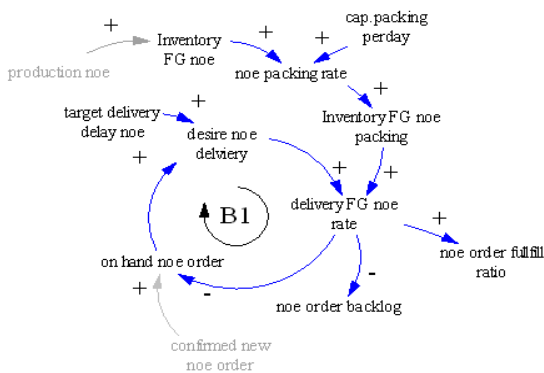 +
Inventory
FG noe
+
+
cap.packing
perday
production noe
noe packing rate
+
target delivery
delay noe
+
desire noe
delviery
Inventory FG noe
packing
+
+
+
B1
delivery FG noe
rate
+
on hand noe order
noe order fulfill
ratio
+
-
-
noe order backlog
confirmed new
noe order